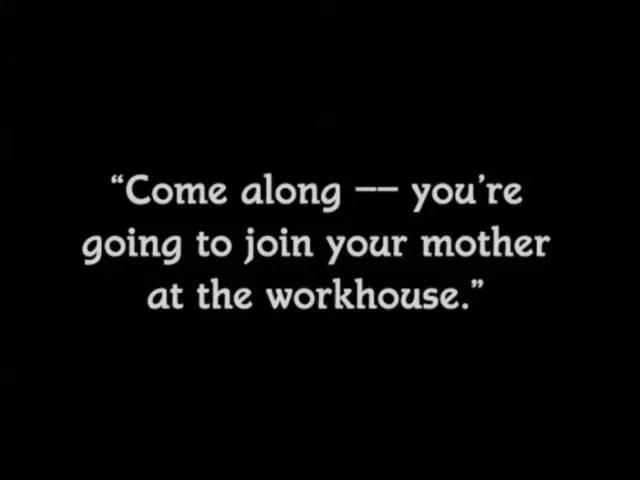 “Come along —– you’re
going to join your mother
at the workhouse.”